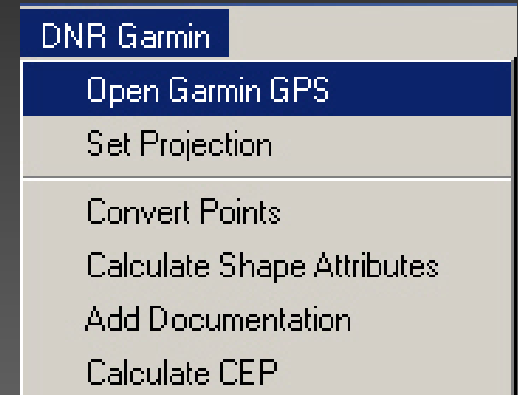 DNR Garmin
Open Garmin GPS
Set Projection
Convert Points
Calculate Shape Attributes
Add Documentation
Calculate CEP